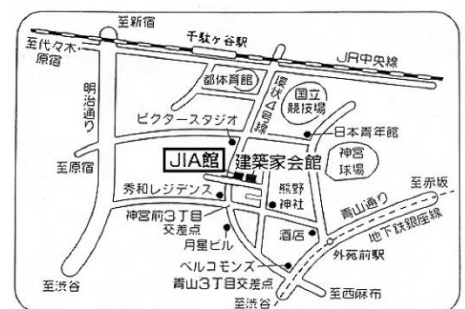 至新宿
千駄ヶ谷駅
至代々木・
原宿
JR中央線
都体育館
環状4号線
国立
競技場
明治通り
ビクタースタジオ
日本青年館
JIA館
建築家会館
神宮
球場
至原宿
至赤坂
秀和レジデンス
熊野
神社
青山通り
地下鉄銀座線
神宮前3丁目
交差点
酒店
外苑前駅
月星ビル
ベルコモンズ
青山3丁目交差点
至渋谷
至渋谷
至西麻布